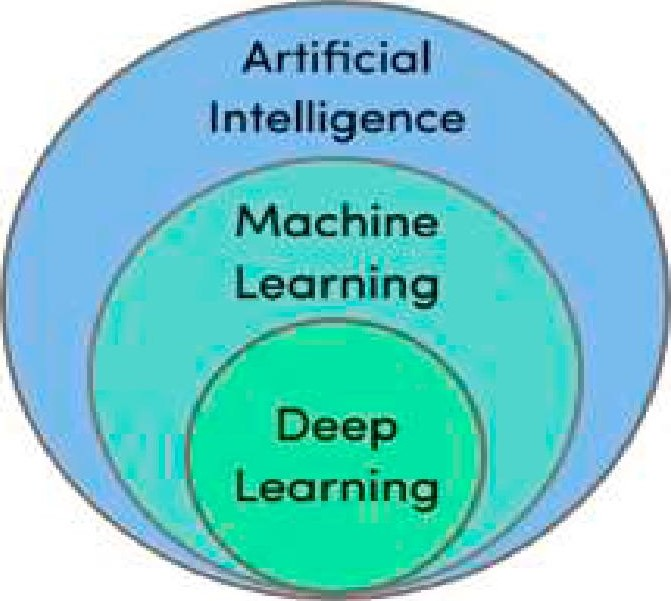 Artificial
Intelligence
Machine
Learning
Deep
Learning